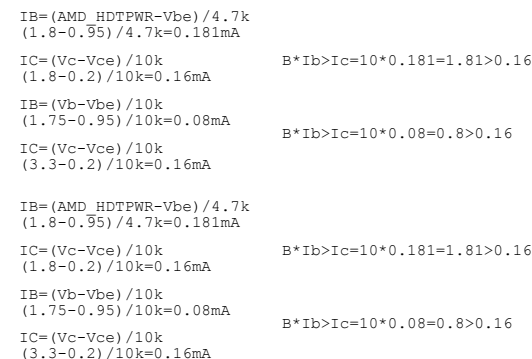 IB=(AMD_HDTPWR-Vbe)/4.7k
(1.8-0.95)/4.7k=0.181mA
IC=(Vc-Vce)/10k B*Ib>Ic=10*0.181=1.81>0.16
(1.8-0.2)/10k=0.16mA
IB=(Vb-Vbe)/10k
(1.75-0.95)/10k=0.08mA
B*Ib>Ic=10*0.08=0.8>0.16
IC=(Vc-Vce)/10k
(3.3-0.2)/10k=0.16mA
IB=(AMD_HDTPWR-Vbe)/4.7k
(1.8-0.95)/4.7k=0.181mA
IC=(Vc-Vce)/10k B*Ib>Ic=10*0.181=1.81>0.16
(1.8-0.2)/10k=0.16mA
IB=(Vb-Vbe)/10k
(1.75-0.95)/10k=0.08mA
B*Ib>Ic=10*0.08=0.8>0.16
IC=(Vc-Vce)/10k
(3.3-0.2)/10k=0.16mA